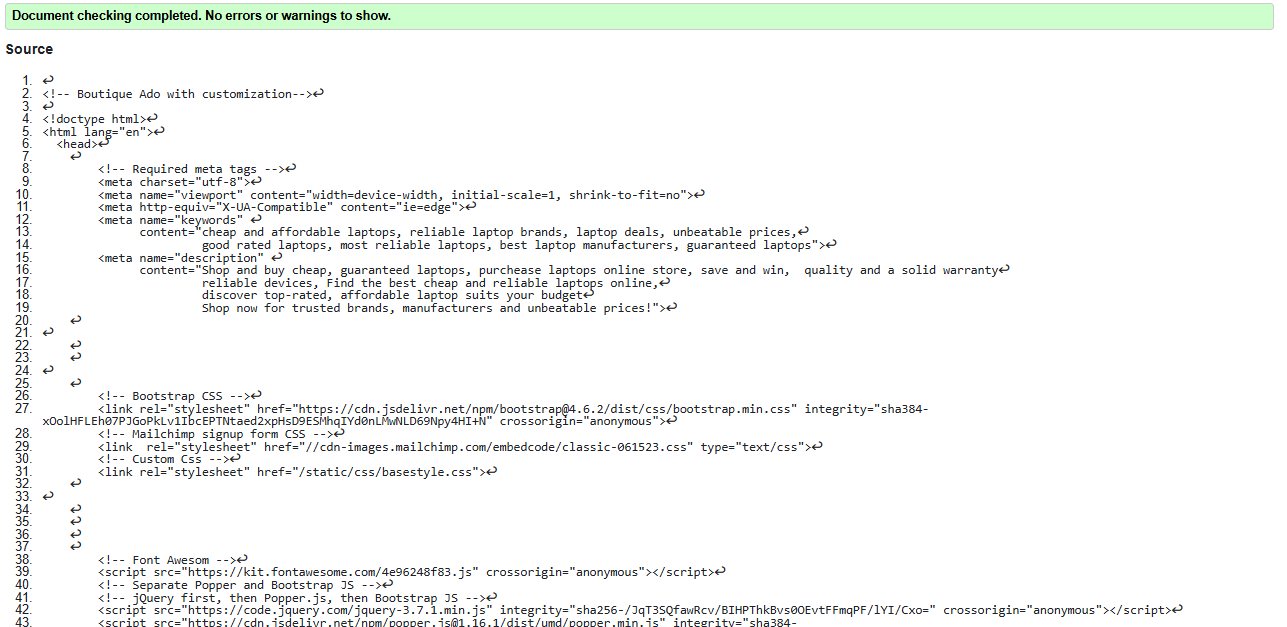 Document checking completed. No errors or warnings to show.
Source
1. ↩
2. <!-- Boutique Ado with customization-->↩
3. ↩
4. <!doctype html>↩
5. <html lang="en">↩
6. <head>↩
7. ↩
8. <!-- Required meta tags -->↩
9. <meta charset="utf-8">↩
10. <meta name="viewport" content="width=device-width, initial-scale=1, shrink-to-fit=no">↩
11. <meta http-equiv="X-UA-Compatible" content="ie=edge">↩
12. <meta name="keywords" ↩
13. content="cheap and affordable laptops, reliable laptop brands, laptop deals, unbeatable prices,↩
14. good rated laptops, most reliable laptops, best laptop manufacturers, guaranteed laptops">↩
15. <meta name="description" ↩
16. content="Shop and buy cheap, guaranteed laptops, purchease laptops online store, save and win,  quality and a solid warranty↩
17. reliable devices, Find the best cheap and reliable laptops online,↩
18. discover top-rated, affordable laptop suits your budget↩
19. Shop now for trusted brands, manufacturers and unbeatable prices!">↩
20. ↩
21. ↩
22. ↩
23. ↩
24. ↩
25. ↩
26. <!-- Bootstrap CSS -->↩
27. <link rel="stylesheet" href="https://cdn.jsdelivr.net/npm/bootstrap@4.6.2/dist/css/bootstrap.min.css" integrity="sha384-
xOolHFLEh07PJGoPkLv1IbcEPTNtaed2xpHsD9ESMhqIYd0nLMwNLD69Npy4HI+N" crossorigin="anonymous">↩
28. <!-- Mailchimp signup form CSS -->↩
29. <link  rel="stylesheet" href="//cdn-images.mailchimp.com/embedcode/classic-061523.css" type="text/css">↩
30. <!-- Custom Css -->↩
31. <link rel="stylesheet" href="/static/css/basestyle.css">↩
32. ↩
33. ↩
34. ↩
35. ↩
36. ↩
37. ↩
38. <!-- Font Awesom -->↩
39. <script src="https://kit.fontawesome.com/4e96248f83.js" crossorigin="anonymous"></script>↩
40. <!-- Separate Popper and Bootstrap JS -->↩
41. <!-- jQuery first, then Popper.js, then Bootstrap JS -->↩
42. <script src="https://code.jquery.com/jquery-3.7.1.min.js" integrity="sha256-/JqT3SQfawRcv/BIHPThkBvs0OEvtFFmqPF/lYI/Cxo=" crossorigin="anonymous"></script>↩
43. <script src="https://cdn.jsdelivr.net/npm/popper.js@1.16.1/dist/umd/popper.min.js" integrity="sha384-